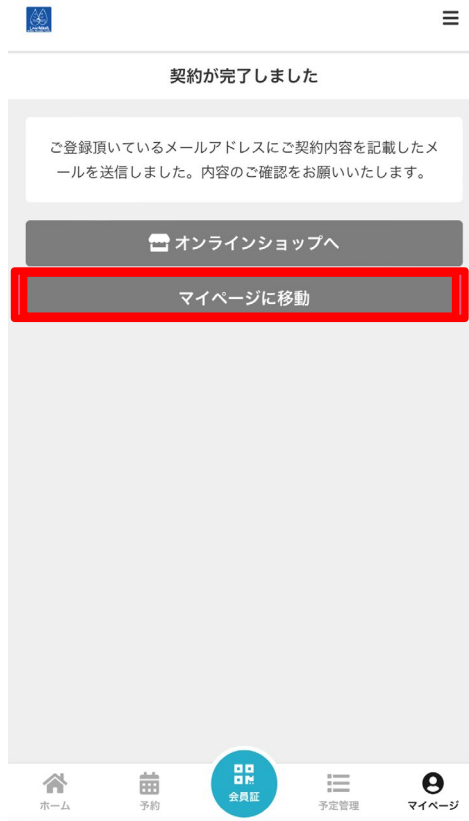 契約が完了しました
ご登録頂いているメールアドレスにご契約内容を記載したメ
ールを送信しました。内容のご確認をお願いいたします。
オンラインショップへ
マイページに移動
ホーム
予約
会員証
予定管理
マイページ